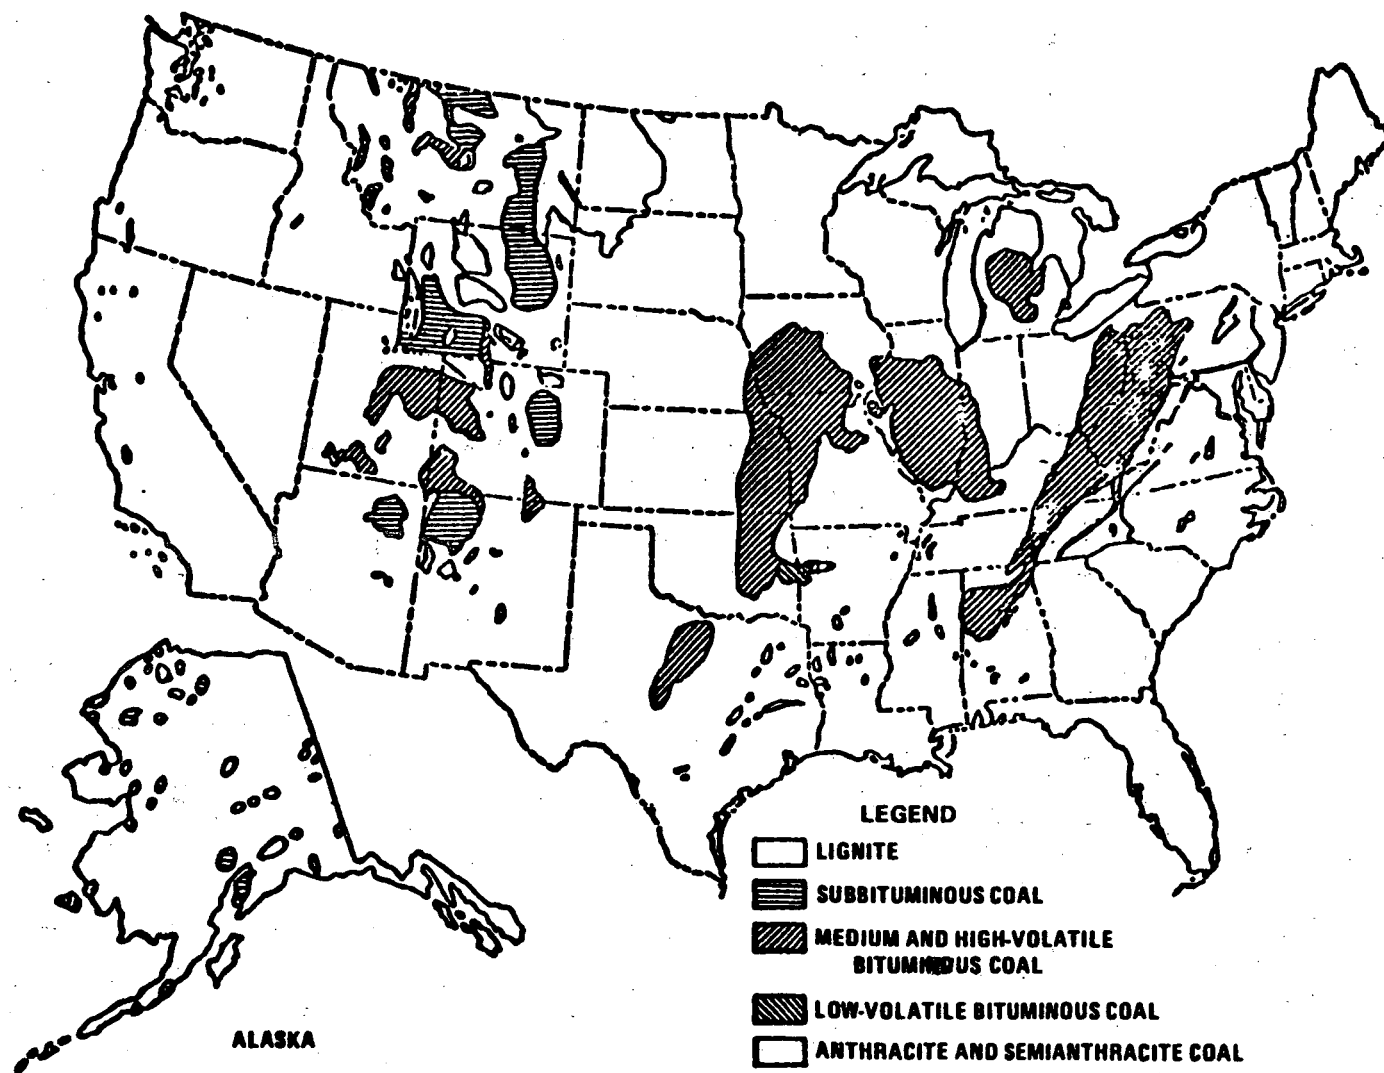 LEGEND
LIGNITE
SUBBITUMINOUS COAL
MEDIUM AND HIGH-VOLATILE
BITUMINOUS COAL
LOW-VOLATILE BITUMINOUS COAL
ANTHRACITE AND SEMIANTHRACITE COAL
ALASKA